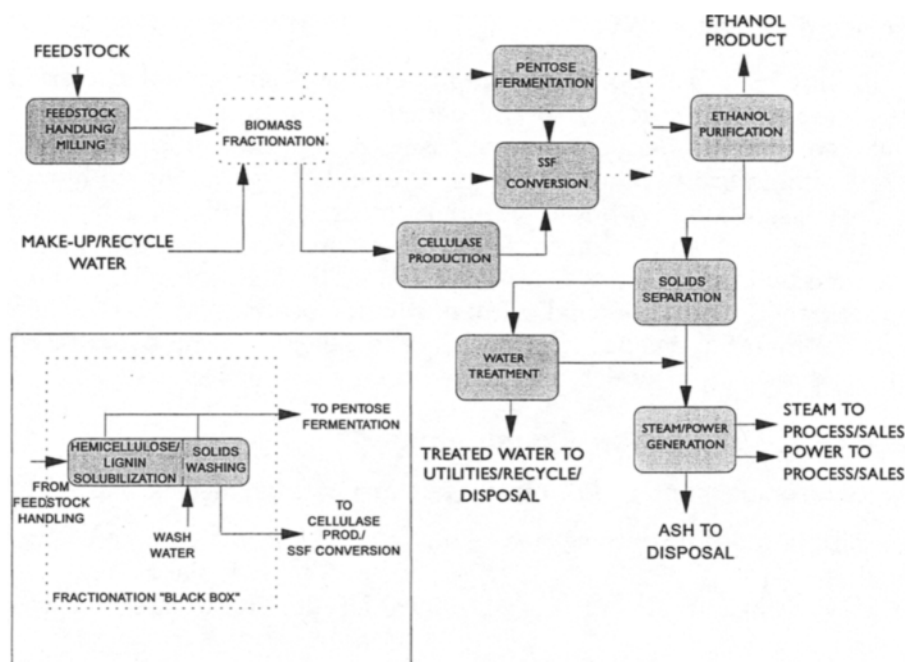 FEEDSTOCK
FEEDSTOCK
HANDLING/
MILLING
BIOMASS
FRACTIONATION
MAKE-UP/RECYCLE
WATER
PENTOSE
FERMENTATION
SSF
CONVERSION
CELLULASE
PRODUCTION
ETHANOL
PRODUCT
ETHANOL
PURIFICATION
SOLIDS
SEPARATION
WATER
TREATMENT
TREATED WATER TO
UTILITIES/RECYCLE/
DISPOSAL
STEAM/POWER
GENERATION
STEAM TO
PROCESS/SALES
POWER TO
PROCESS/SALES
ASH TO
DISPOSAL
HEMICELLULOSE/
LIGNIN
SOLUBILIZATION
SOLIDS
WASHING
TO PENTOSE
FERMENTATION
FROM
FEEDSTOCK
HANDLING
WASH
WATER
TO
CELLULASE
PROD./
SSF CONVERSION
FRACTIONATION "BLACK BOX"